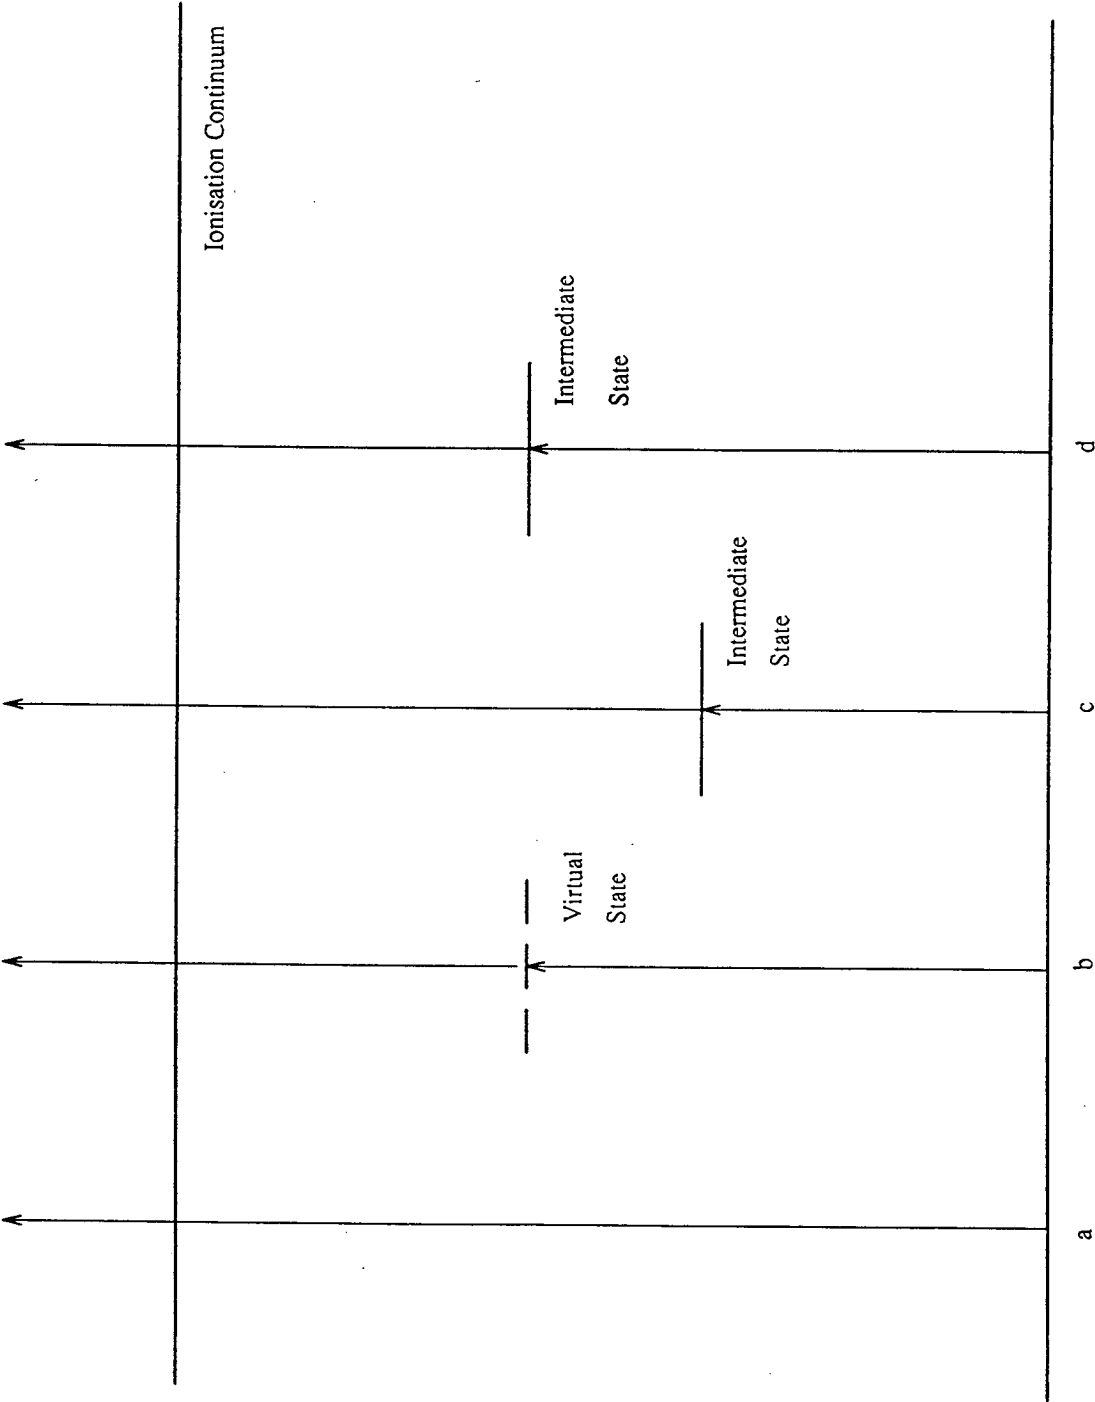 Ionisation Continuum
Virtual
State
Intermediate
State
Intermediate
State
a
b
c
d